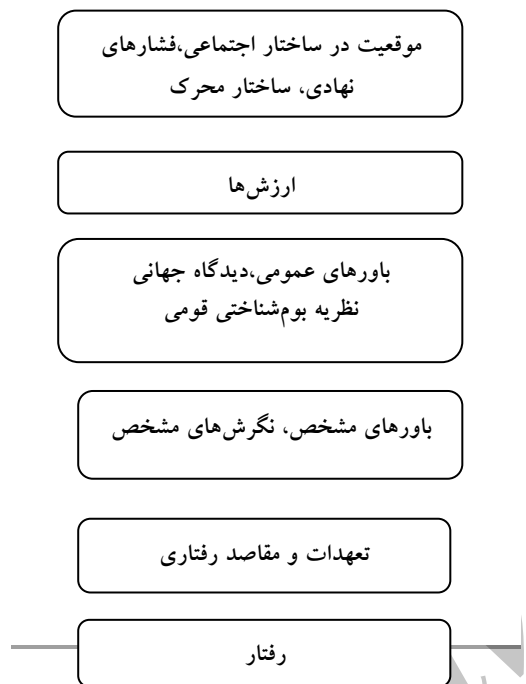 موقعیت در ساختار اجتماعی،فشارهای
نهادی، ساختار محرک
ارزش‌ها
باورهای عمومی،دیدگاه جهانی
نظریه بوم‌شناختی قومی
باورهای مشخص، نگرش‌های مشخص
تعهدات و مقاصد رفتاری
رفتار